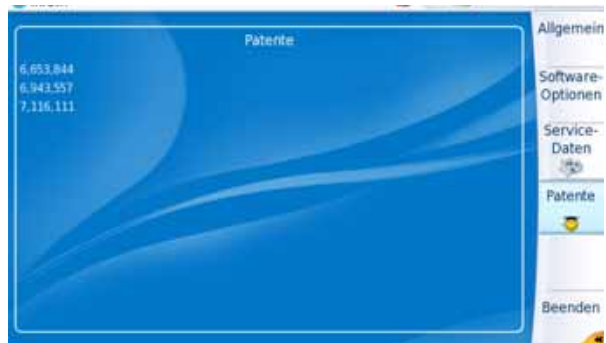 Patente
6,653,844
6,943,557
7,116,111
Allgemein
Software-
Optionen
Service-
Daten
Patente
Beenden